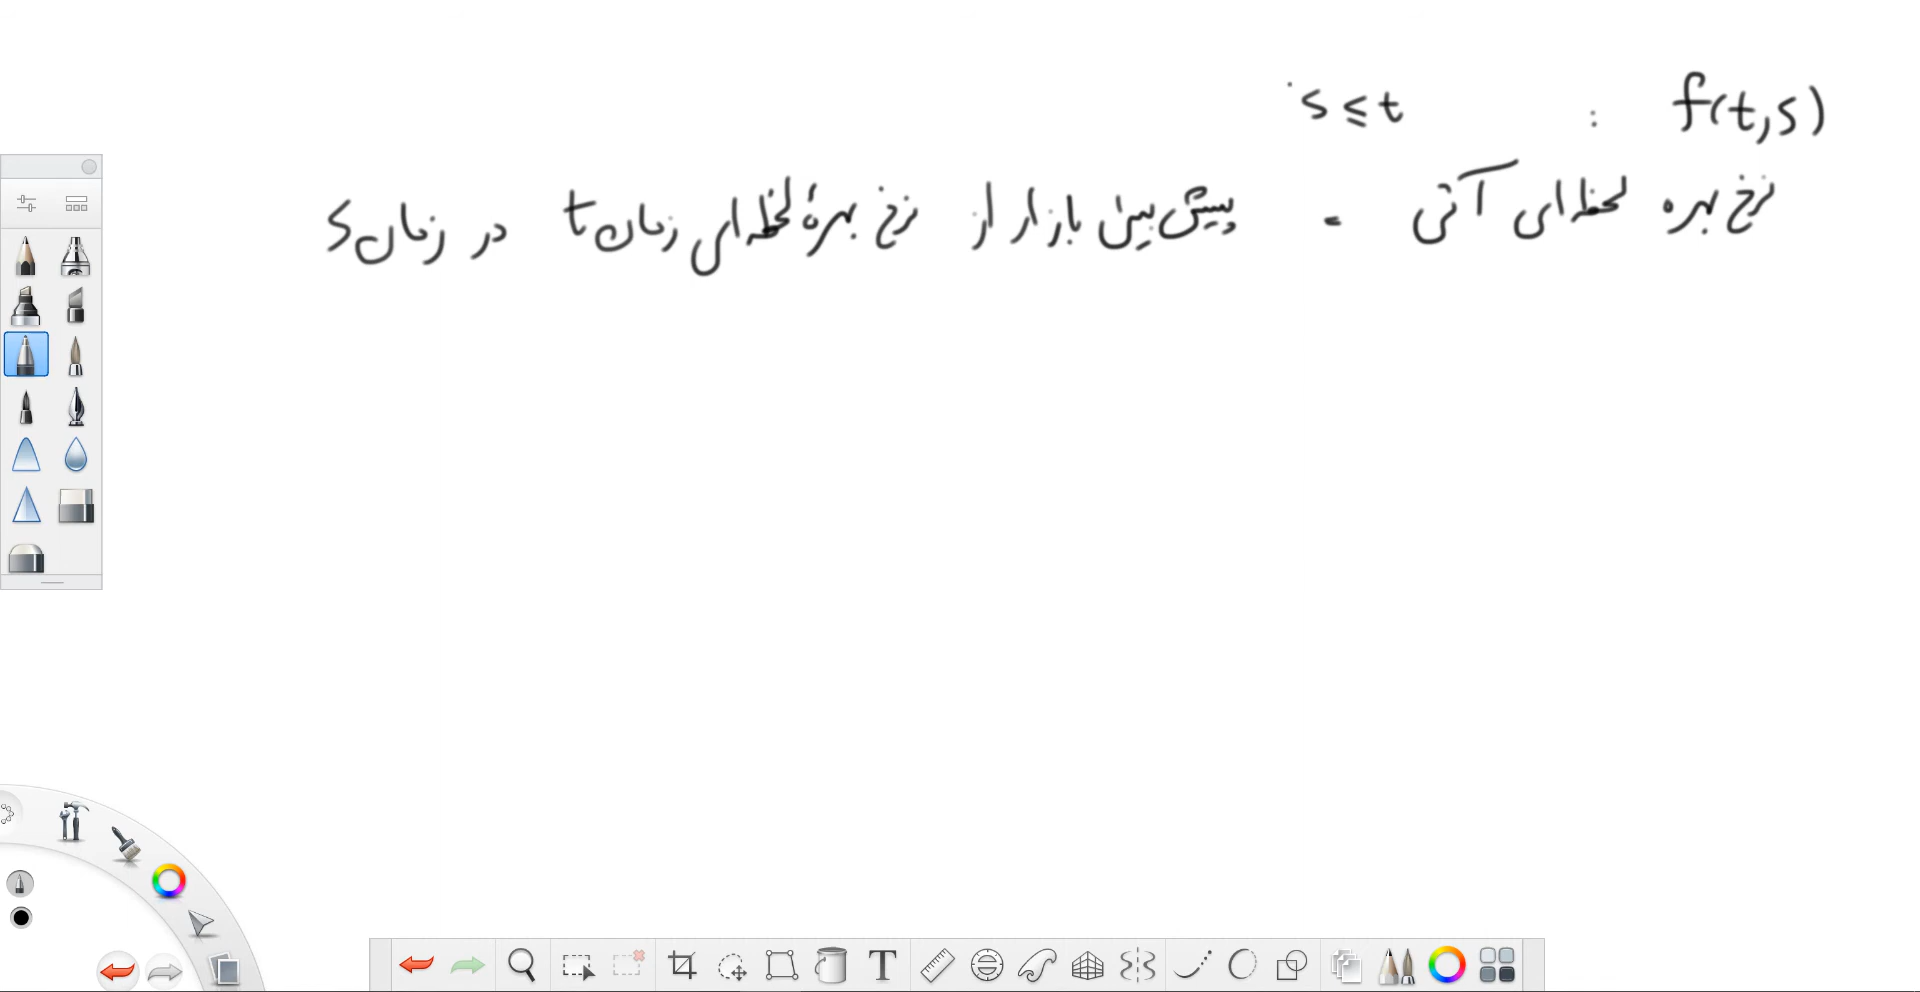 f(t,s) : s ≤ t
نرخ بهره لحظه ای آتی = پیش بینی بازار از نرخ بهرهٔ لحظه ای زمان t در زمان s
T